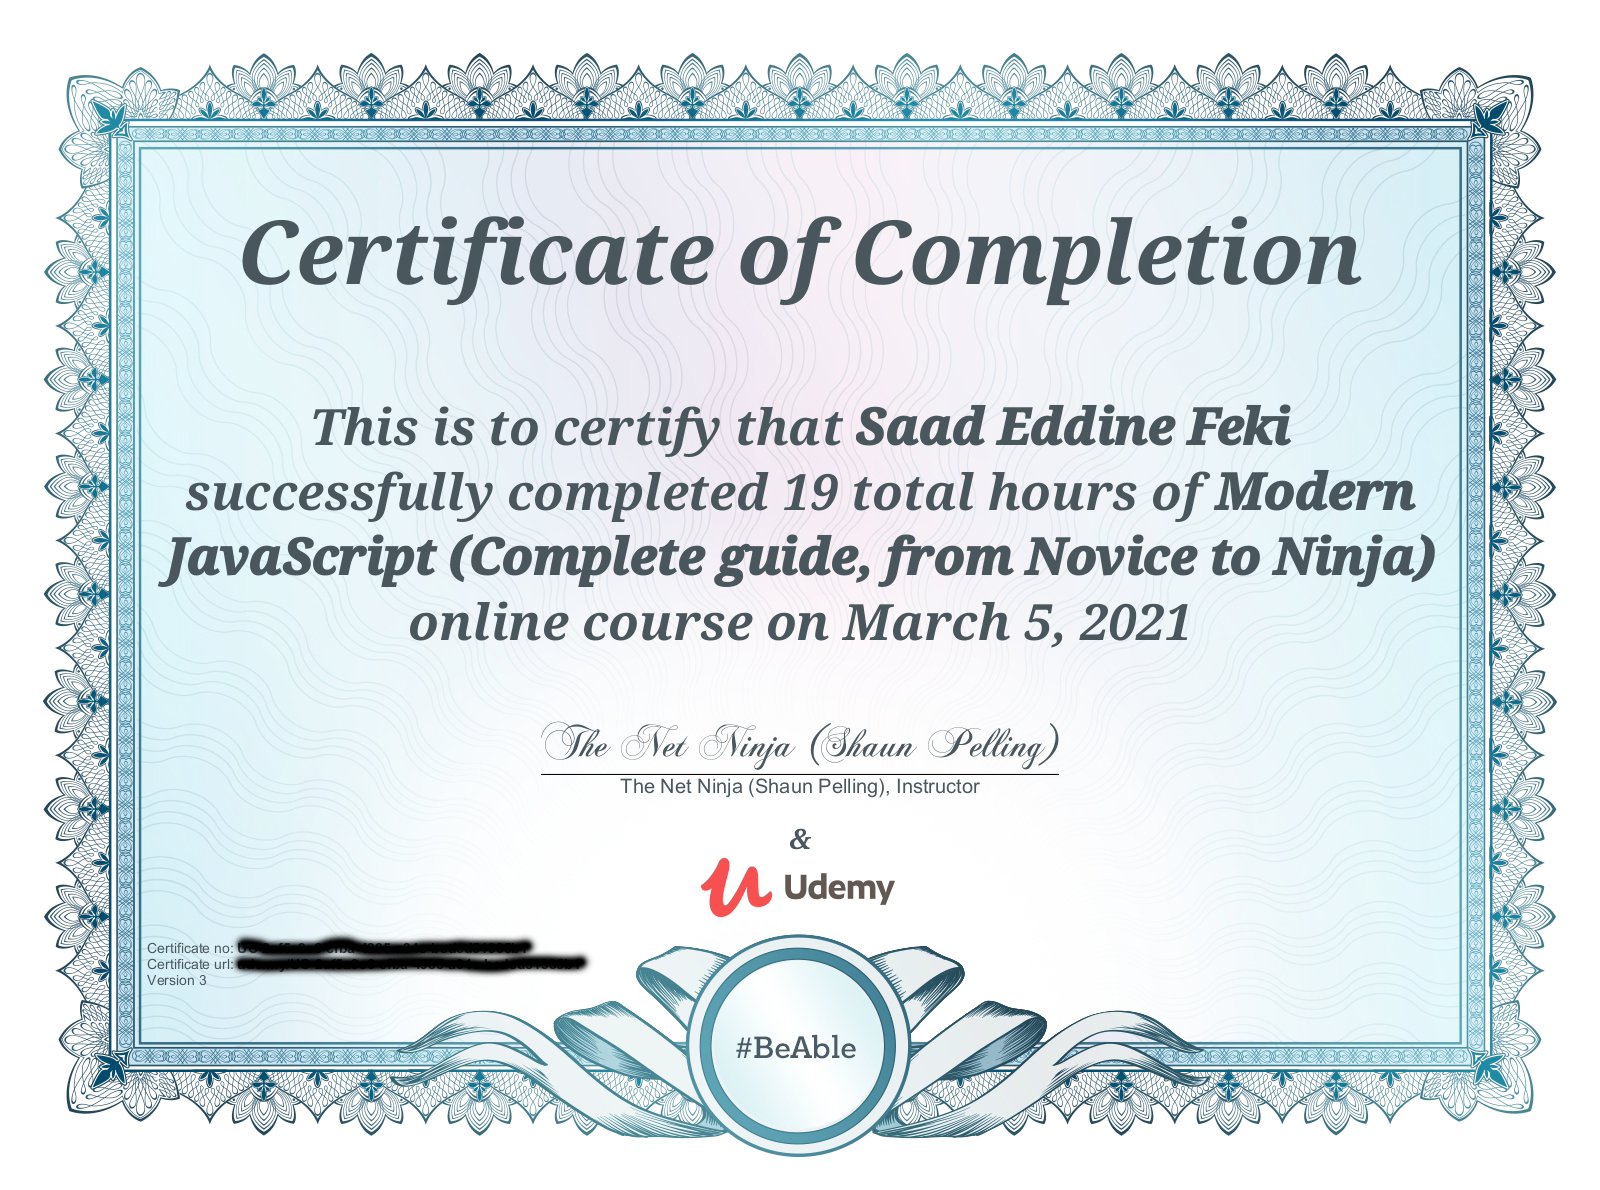 Certificate of Completion
This is to certify that Saad Eddine Feki
successfully completed 19 total hours of Modern
JavaScript (Complete guide, from Novice to Ninja)
online course on March 5, 2021
The Net Ninja (Shaun Pelling)
The Net Ninja (Shaun Pelling), Instructor
&
Udemy
Certificate no:
Certificate url:
Version 3
#BeAble